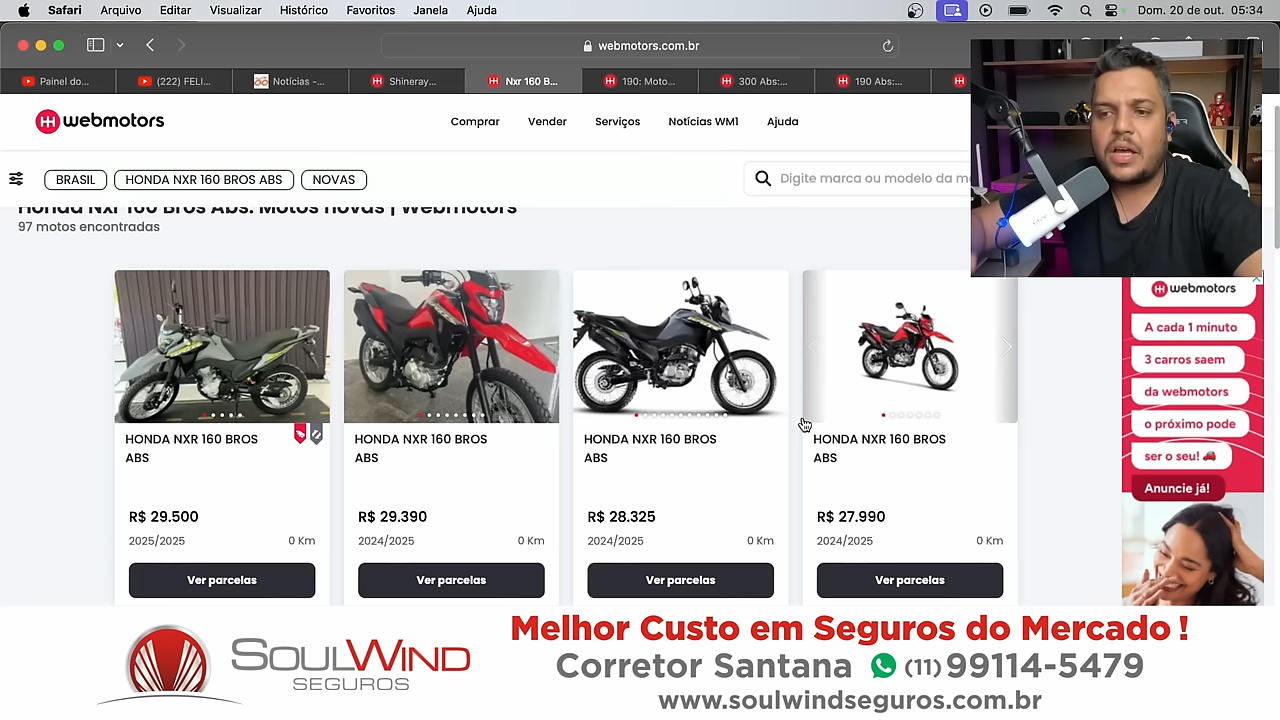 Safari Arquivo Editar Visualizar Histórico Favoritos Janela Ajuda Dom. 20 de out. 05:34
webmotors.com.br
Painel do... (222) FELI... Notícias -... Shineray... Nxr 160 B... 190: Moto... 300 Abs:... 190 Abs:...
webmotors Comprar Vender Serviços Notícias WM1 Ajuda
BRASIL HONDA NXR 160 BROS ABS NOVAS Digite marca ou modelo da
Honda Nxr 160 Bros Abs: Motos novas | Webmotors
97 motos encontradas
HONDA NXR 160 BROS ABS
R$ 29.500
2025/2025 0 Km
Ver parcelas
HONDA NXR 160 BROS ABS
R$ 29.390
2024/2025 0 Km
Ver parcelas
HONDA NXR 160 BROS ABS
R$ 28.325
2024/2025 0 Km
Ver parcelas
HONDA NXR 160 BROS ABS
R$ 27.990
2024/2025 0 Km
Ver parcelas
webmotors
A cada 1 minuto
3 carros saem
da webmotors
o próximo pode
ser o seu!
Anuncie já!
SOULWIND
SEGUROS
Melhor Custo em Seguros do Mercado !
Corretor Santana (11) 99114-5479
www.soulwindseguros.com.br